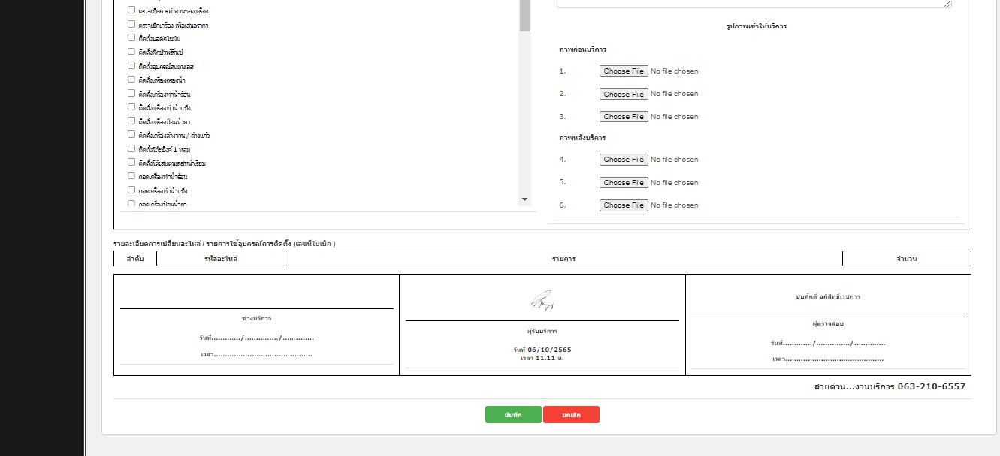 ตรวจเช็คการทำงานของเครื่อง
ตรวจเช็คเครื่อง เพื่อเสนอราคา
ติดตั้งบ่อดักไขมัน
ติดตั้งฝักบัวพรีรินซ์
ติดตั้งอุปกรณ์สแตนเลส
ติดตั้งเครื่องกรองน้ำ
ติดตั้งเครื่องทำน้ำร้อน
ติดตั้งเครื่องทำน้ำแข็ง
ติดตั้งเครื่องป้อนน้ำยา
ติดตั้งเครื่องล้างจาน / ล้างแก้ว
ติดตั้งโต๊ะซิงค์ 1 หลุม
ติดตั้งโต๊ะสแตนเลสหน้าเรียบ
ถอดเครื่องทำน้ำร้อน
ถอดเครื่องทำน้ำแข็ง
ถอดเครื่องป้อนน้ำยา
รูปภาพเข้าให้บริการ
ภาพก่อนบริการ
1. Choose File No file chosen
2. Choose File No file chosen
3. Choose File No file chosen
ภาพหลังบริการ
4. Choose File No file chosen
5. Choose File No file chosen
6. Choose File No file chosen
รายละเอียดการเปลี่ยนอะไหล่ / รายการใช้อุปกรณ์การติดตั้ง (เลขที่ใบเบิก )
ลำดับ รหัสอะไหล่ รายการ จำนวน
ช่างบริการ
วันที่............./.............../..............
เวลา............................................
ผู้รับบริการ
วันที่ 06/10/2565
เวลา 11.11 น.
ชยศักดิ์ อภิสิทธิ์เวชการ
ผู้ตรวจสอบ
วันที่............./.............../..............
เวลา............................................
สายด่วน...งานบริการ 063-210-6557
บันทึก ยกเลิก